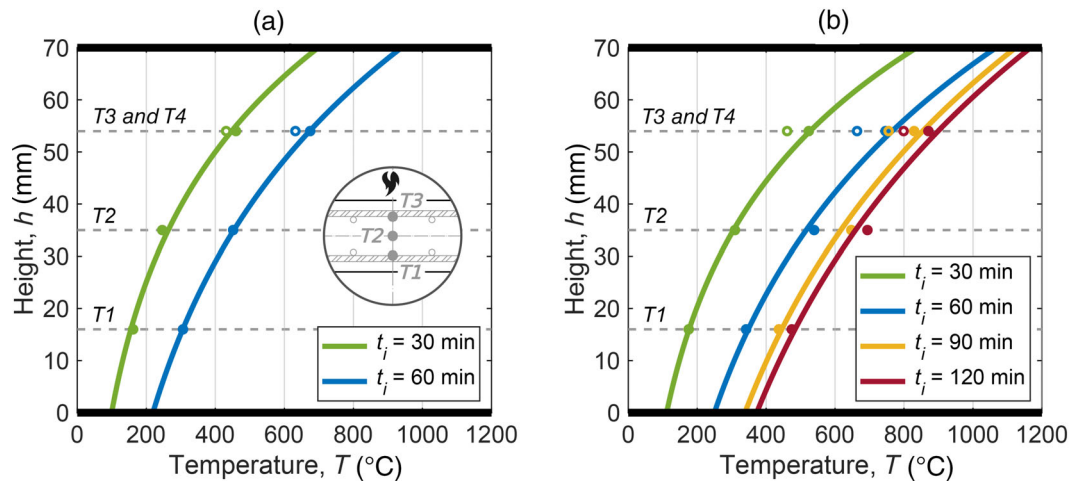 (a)
70
60
50
40
30
20
10
0
Height, h (mm)
T3 and T4
T2
T1
T3
T2
T1
t_i = 30 min
t_i = 60 min
0 200 400 600 800 1000 1200
Temperature, T (°C)
(b)
70
60
50
40
30
20
10
0
Height, h (mm)
T3 and T4
T2
T1
t_i = 30 min
t_i = 60 min
t_i = 90 min
t_i = 120 min
0 200 400 600 800 1000 1200
Temperature, T (°C)